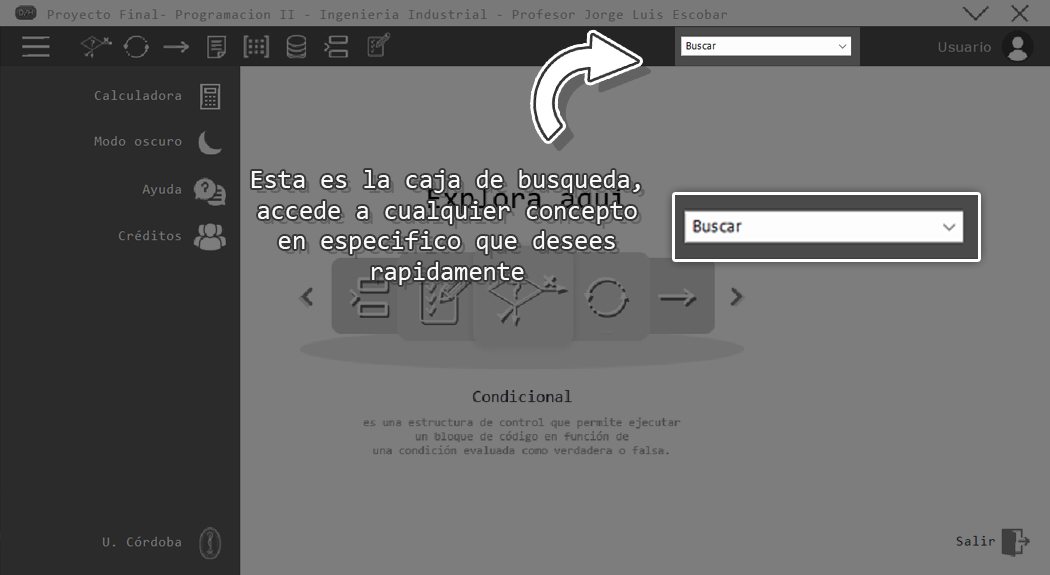 D/H Proyecto Final- Programacion II - Ingenieria Industrial - Profesor Jorge Luis Escobar
Buscar
Usuario
Calculadora
Modo oscuro
Ayuda
Créditos
Explora aquí
Esta es la caja de busqueda,
accede a cualquier concepto
en especifico que desees
rapidamente
Buscar
Condicional
es una estructura de control que permite ejecutar
un bloque de código en función de
una condición evaluada como verdadera o falsa.
U. Córdoba
Salir